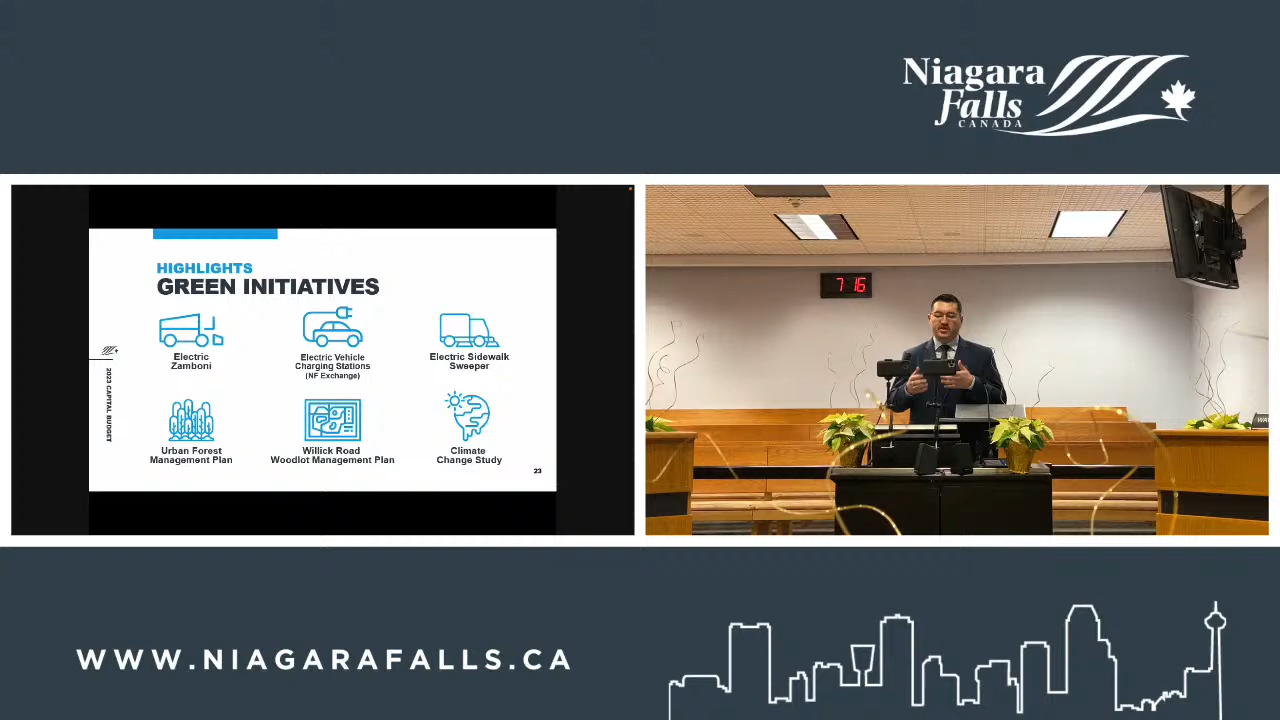 Niagara
Falls
CANADA
HIGHLIGHTS
GREEN INITIATIVES
Electric
Zamboni
Electric Vehicle
Charging Stations
(NF Exchange)
Electric Sidewalk
Sweeper
Urban Forest
Management Plan
Willick Road
Woodlot Management Plan
Climate
Change Study
2023 CAPITAL BUDGET
23
7 16
WWW.NIAGARAFALLS.CA